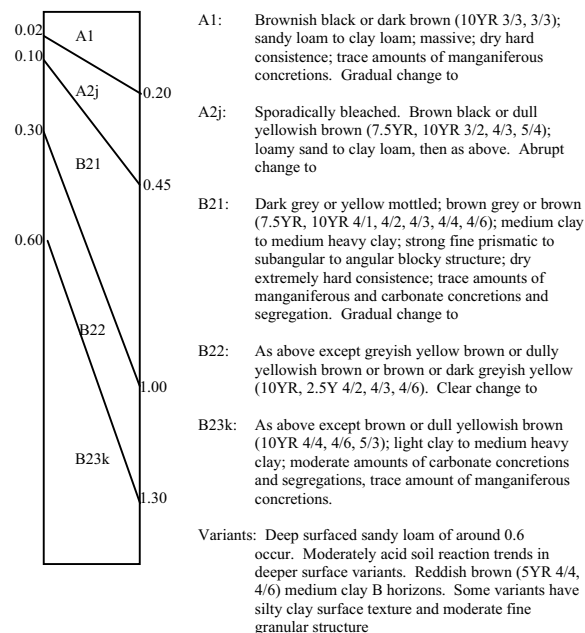 0.02
A1
0.10
A2j
0.20
0.30
B21
0.45
0.60
B22
1.00
B23k
1.30
A1: Brownish black or dark brown (10YR 3/3, 3/3);
sandy loam to clay loam; massive; dry hard
consistence; trace amounts of manganiferous
concretions. Gradual change to
A2j: Sporadically bleached. Brown black or dull
yellowish brown (7.5YR, 10YR 3/2, 4/3, 5/4);
loamy sand to clay loam, then as above. Abrupt
change to
B21: Dark grey or yellow mottled; brown grey or brown
(7.5YR, 10YR 4/1, 4/2, 4/3, 4/4, 4/6); medium clay
to medium heavy clay; strong fine prismatic to
subangular to angular blocky structure; dry
extremely hard consistence; trace amounts of
manganiferous and carbonate concretions and
segregation. Gradual change to
B22: As above except greyish yellow brown or dully
yellowish brown or brown or dark greyish yellow
(10YR, 2.5Y 4/2, 4/3, 4/6). Clear change to
B23k: As above except brown or dull yellowish brown
(10YR 4/4, 4/6, 5/3); light clay to medium heavy
clay; moderate amounts of carbonate concretions
and segregations, trace amount of manganiferous
concretions.
Variants: Deep surfaced sandy loam of around 0.6
occur. Moderately acid soil reaction trends in
deeper surface variants. Reddish brown (5YR 4/4,
4/6) medium clay B horizons. Some variants have
silty clay surface texture and moderate fine
granular structure